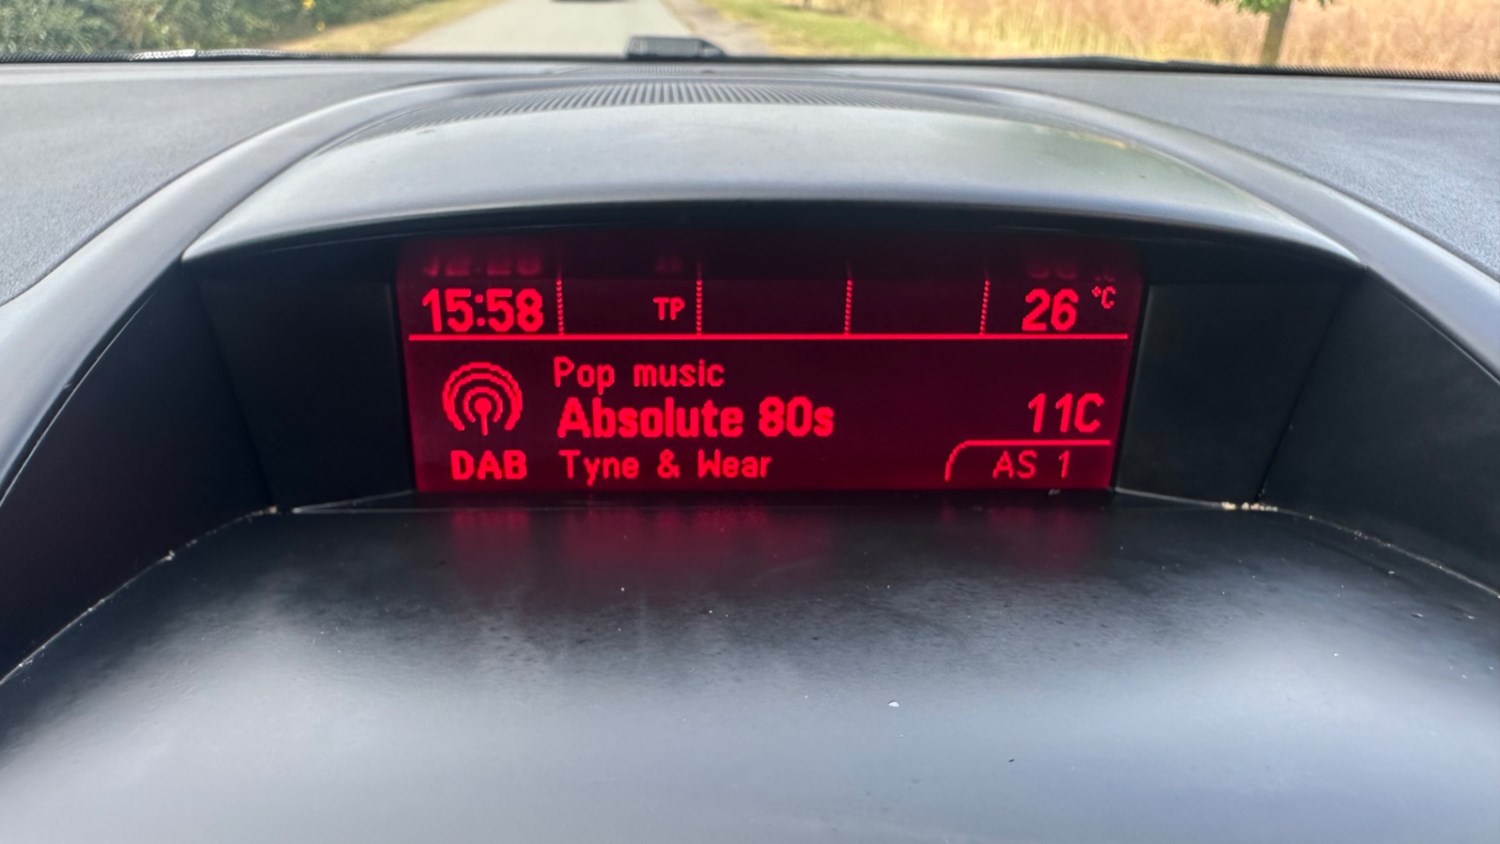 15:58 TP 26 °C
Pop music
Absolute 80s 11C
DAB Tyne & Wear AS 1